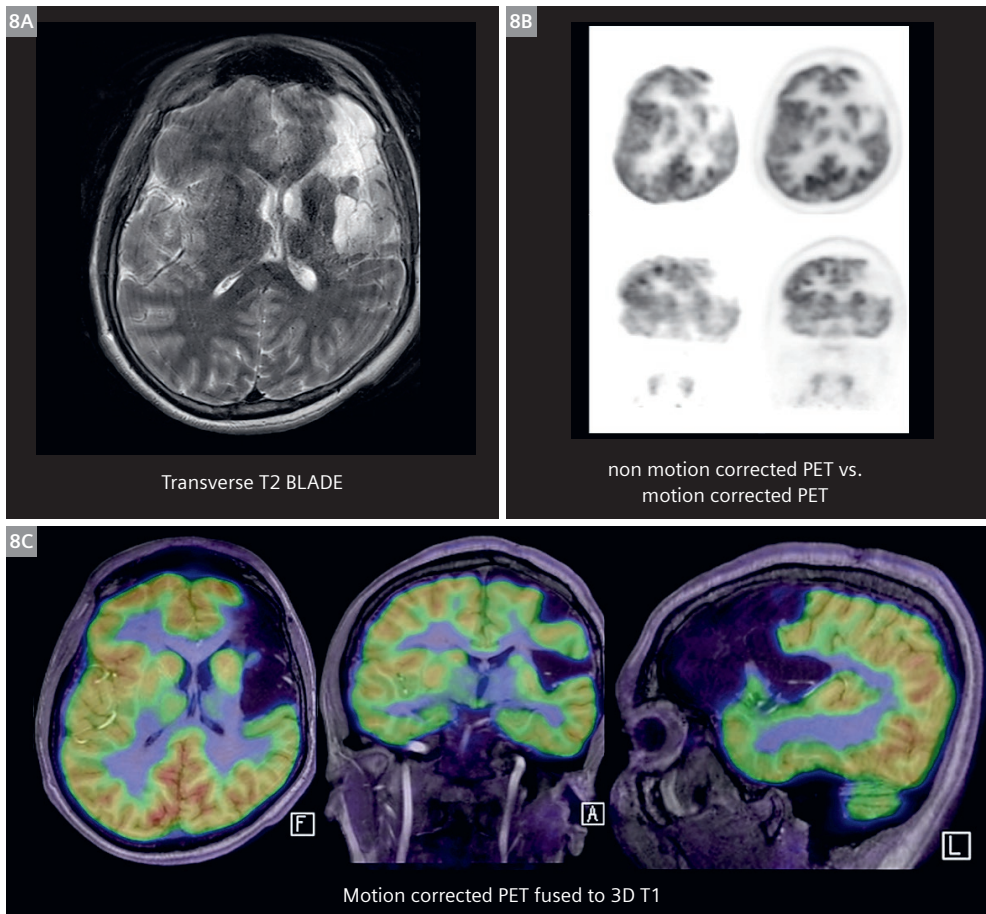 8A
8B
Transverse T2 BLADE
non motion corrected PET vs.
motion corrected PET
8C
F
A
L
Motion corrected PET fused to 3D T1